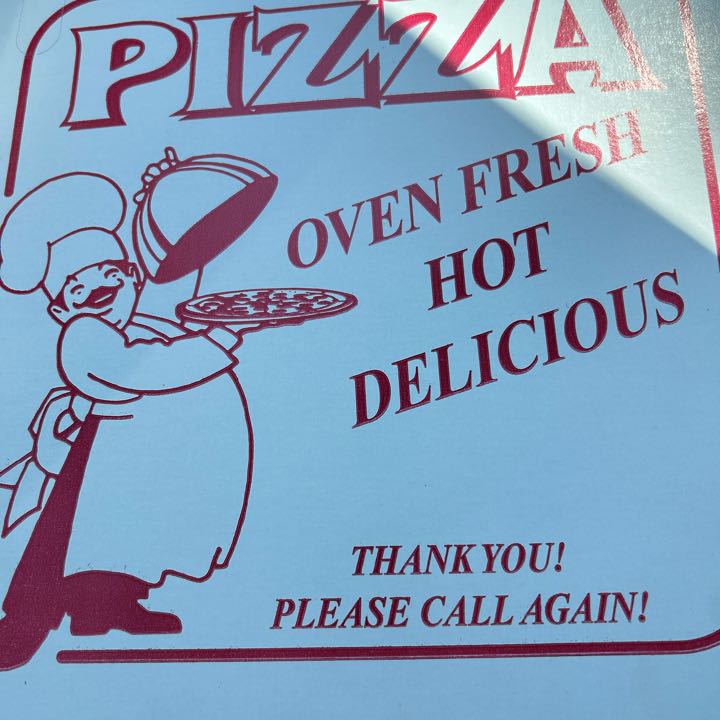 PIZZA
OVEN FRESH
HOT
DELICIOUS
THANK YOU!
PLEASE CALL AGAIN!